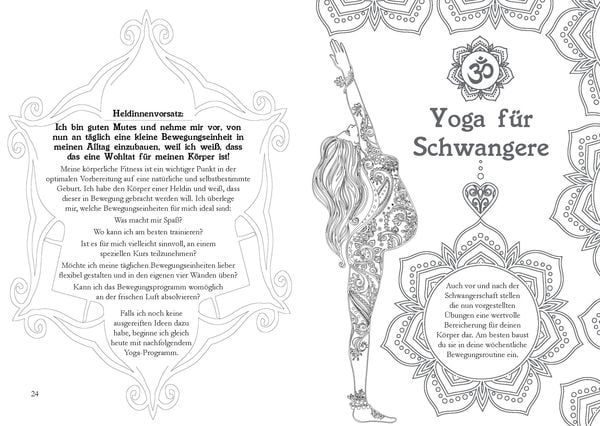 Heldinnenvorsatz:
Ich bin guten Mutes und nehme mir vor, von
nun an täglich eine kleine Bewegungseinheit in
meinen Alltag einzubauen, weil ich weiß, dass
das eine Wohltat für meinen Körper ist!
Meine körperliche Fitness ist ein wichtiger Punkt in der
optimalen Vorbereitung auf eine natürliche und selbstbestimmte
Geburt. Ich habe den Körper einer Heldin und weiß, dass
dieser in Bewegung gebracht werden will. Ich überlege
mir, welche Bewegungseinheiten für mich ideal sind:
Was macht mir Spaß?
Wo kann ich am besten trainieren?
Ist es für mich vielleicht sinnvoll, an einem
speziellen Kurs teilzunehmen?
Möchte ich meine täglichen Bewegungseinheiten lieber
flexibel gestalten und in den eigenen vier Wänden üben?
Kann ich das Bewegungsprogramm womöglich
an der frischen Luft absolvieren?
Falls ich noch keine
ausgereiften Ideen dazu
habe, beginne ich gleich
heute mit nachfolgendem
Yoga-Programm.
24
ॐ
Yoga für
Schwangere
Auch vor und nach der
Schwangerschaft stellen
die nun vorgestellten
Übungen eine wertvolle
Bereicherung für deinen
Körper dar. Am besten baust
du sie in deine wöchentliche
Bewegungsroutine ein.